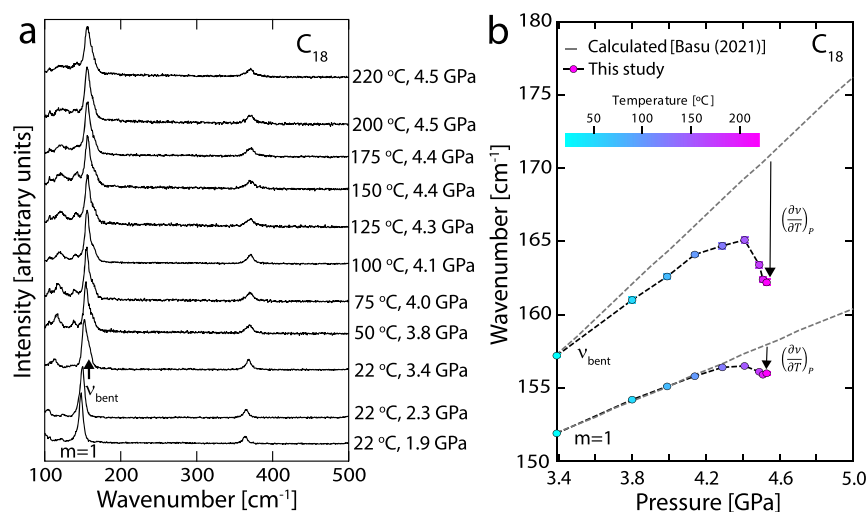 a
C18
220 °C, 4.5 GPa
200 °C, 4.5 GPa
175 °C, 4.4 GPa
150 °C, 4.4 GPa
125 °C, 4.3 GPa
100 °C, 4.1 GPa
75 °C, 4.0 GPa
50 °C, 3.8 GPa
22 °C, 3.4 GPa
νbent
22 °C, 2.3 GPa
22 °C, 1.9 GPa
m=1
100 200 300 400 500
Wavenumber [cm-1]
Intensity [arbitrary units]
b
Calculated [Basu (2021)]
C18
This study
Temperature [°C]
50 100 150 200
(∂ν/∂T)P
νbent
(∂ν/∂T)P
m=1
180
175
170
165
160
155
150
Wavenumber [cm-1]
3.4 3.8 4.2 4.6 5.0
Pressure [GPa]